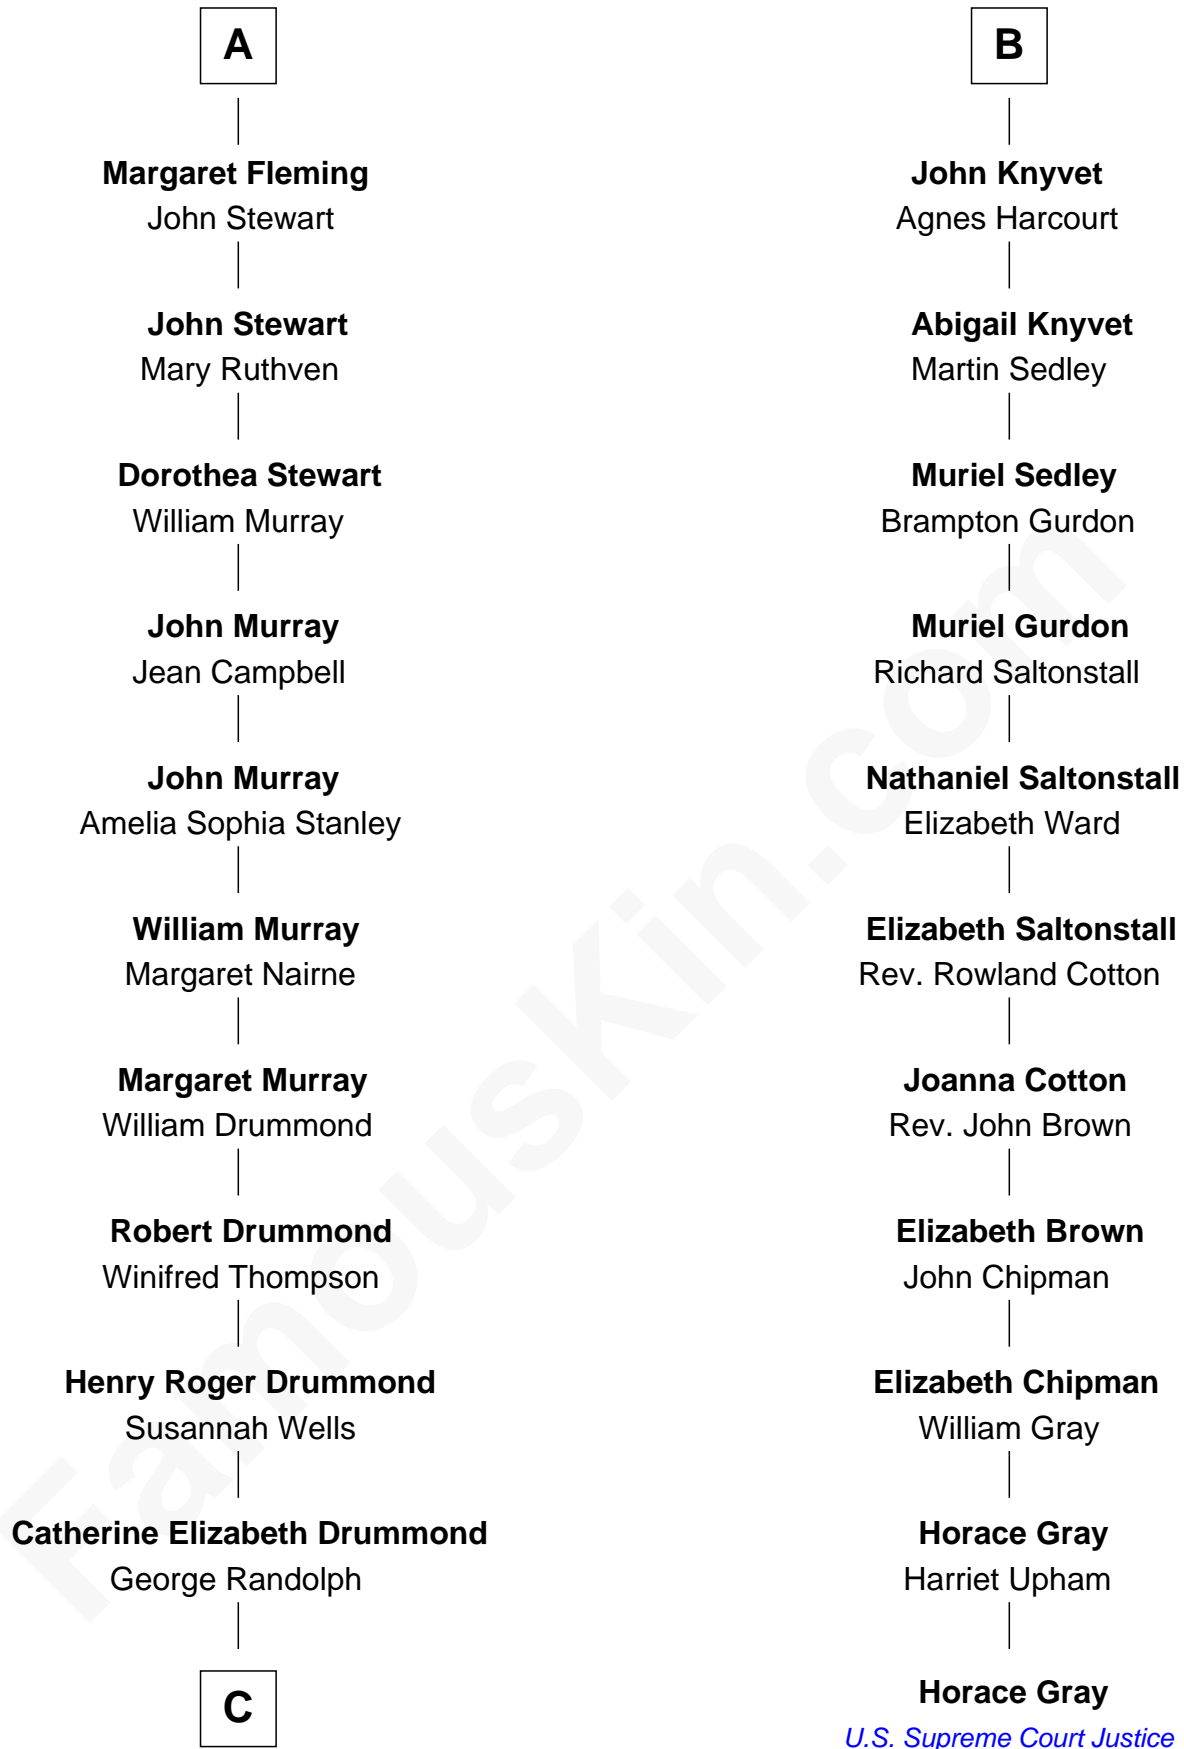 A
Margaret Fleming
John Stewart
John Stewart
Mary Ruthven
Dorothea Stewart
William Murray
John Murray
Jean Campbell
John Murray
Amelia Sophia Stanley
William Murray
Margaret Nairne
Margaret Murray
William Drummond
Robert Drummond
Winifred Thompson
Henry Roger Drummond
Susannah Wells
Catherine Elizabeth Drummond
George Randolph
C
B
John Knyvet
Agnes Harcourt
Abigail Knyvet
Martin Sedley
Muriel Sedley
Brampton Gurdon
Muriel Gurdon
Richard Saltonstall
Nathaniel Saltonstall
Elizabeth Ward
Elizabeth Saltonstall
Rev. Rowland Cotton
Joanna Cotton
Rev. John Brown
Elizabeth Brown
John Chipman
Elizabeth Chipman
William Gray
Horace Gray
Harriet Upham
Horace Gray
U.S. Supreme Court Justice
FamousKin.com